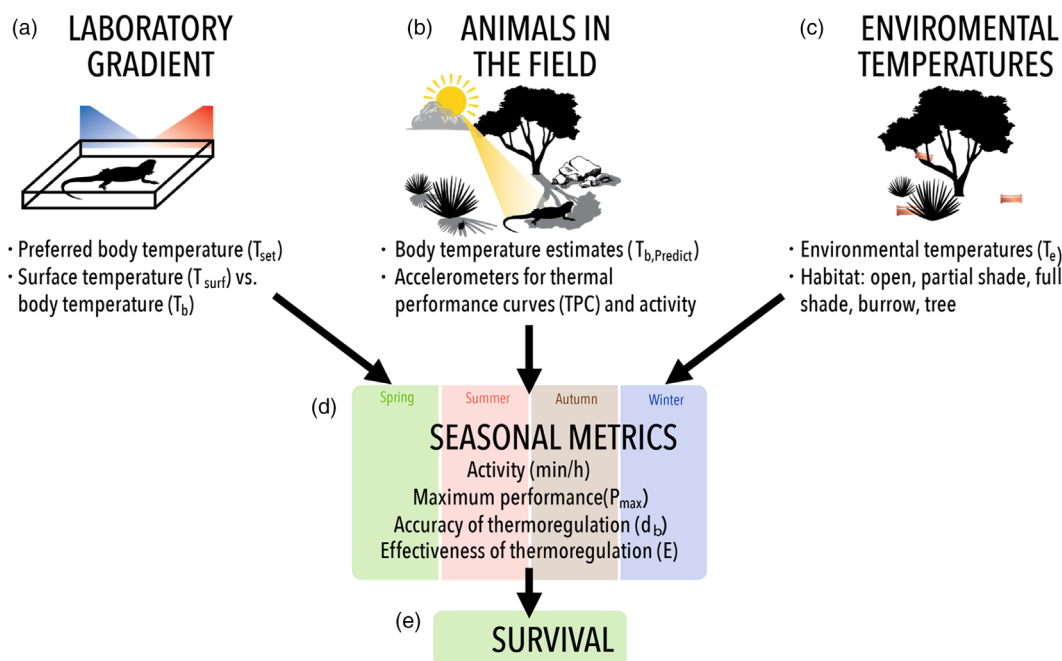 (a) LABORATORY
GRADIENT
· Preferred body temperature (Tset)
· Surface temperature (Tsurf) vs.
body temperature (Tb)
(b) ANIMALS IN
THE FIELD
· Body temperature estimates (Tb,Predict)
· Accelerometers for thermal
performance curves (TPC) and activity
(c) ENVIROMENTAL
TEMPERATURES
· Environmental temperatures (Te)
· Habitat: open, partial shade, full
shade, burrow, tree
(d)
Spring Summer Autumn Winter
SEASONAL METRICS
Activity (min/h)
Maximum performance(Pmax)
Accuracy of thermoregulation (db)
Effectiveness of thermoregulation (E)
(e) SURVIVAL